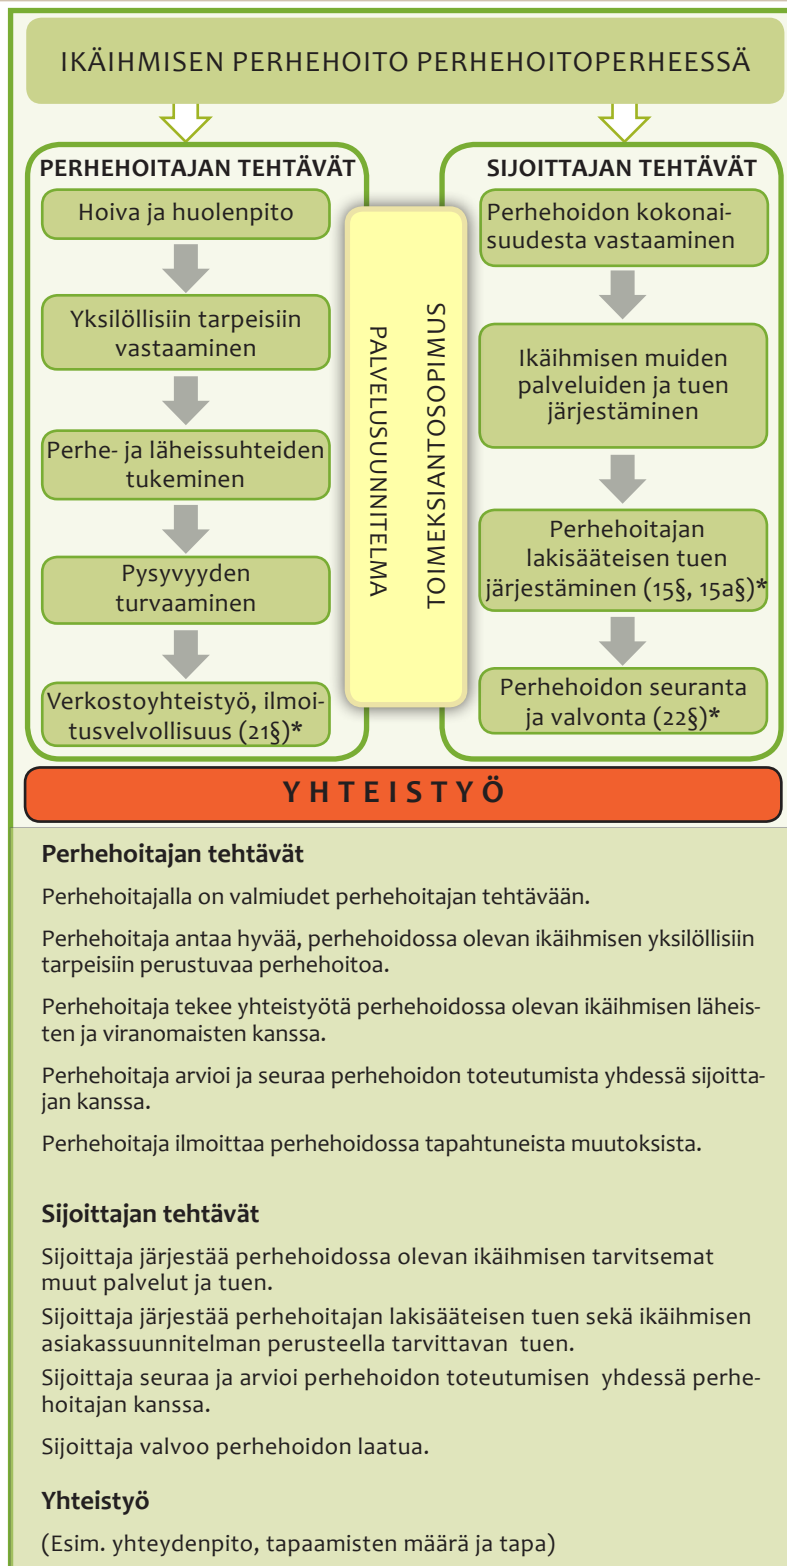 IKÄIHMISEN PERHEHOITO PERHEHOITOPERHEESSÄ
PERHEHOITAJAN TEHTÄVÄT
Hoiva ja huolenpito
Yksilöllisiin tarpeisiin
vastaaminen
Perhe- ja läheissuhteiden
tukeminen
Pysyvyyden
turvaaminen
Verkostoyhteistyö, ilmoi-
tusvelvollisuus (21§)*
PALVELUSUUNNITELMA
TOIMEKSIANTOSOPIMUS
SIJOITTAJAN TEHTÄVÄT
Perhehoidon kokonai-
suudesta vastaaminen
Ikäihmisen muiden
palveluiden ja tuen
järjestäminen
Perhehoitajan
lakisääteisen tuen
järjestäminen (15§, 15a§)*
Perhehoidon seuranta
ja valvonta (22§)*
YHTEISTYÖ
Perhehoitajan tehtävät
Perhehoitajalla on valmiudet perhehoitajan tehtävään.
Perhehoitaja antaa hyvää, perhehoidossa olevan ikäihmisen yksilöllisiin
tarpeisiin perustuvaa perhehoitoa.
Perhehoitaja tekee yhteistyötä perhehoidossa olevan ikäihmisen läheis-
ten ja viranomaisten kanssa.
Perhehoitaja arvioi ja seuraa perhehoidon toteutumista yhdessä sijoitta-
jan kanssa.
Perhehoitaja ilmoittaa perhehoidossa tapahtuneista muutoksista.
Sijoittajan tehtävät
Sijoittaja järjestää perhehoidossa olevan ikäihmisen tarvitsemat
muut palvelut ja tuen.
Sijoittaja järjestää perhehoitajan lakisääteisen tuen sekä ikäihmisen
asiakassuunnitelman perusteella tarvittavan tuen.
Sijoittaja seuraa ja arvioi perhehoidon toteutumisen yhdessä perhe-
hoitajan kanssa.
Sijoittaja valvoo perhehoidon laatua.
Yhteistyö
(Esim. yhteydenpito, tapaamisten määrä ja tapa)